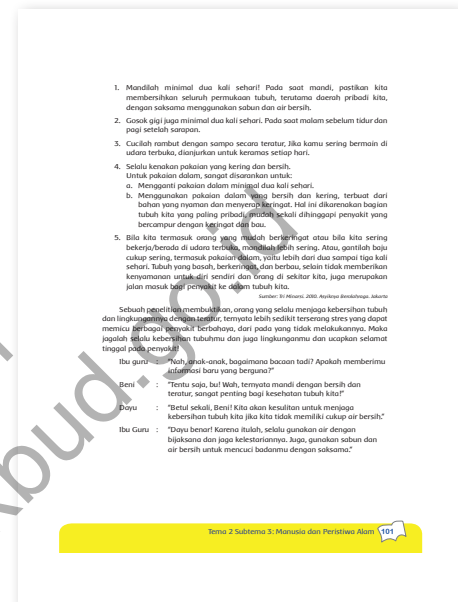 1. Mandilah minimal dua kali sehari! Pada saat mandi, pastikan kita
membersihkan seluruh permukaan tubuh, terutama daerah pribadi kita,
dengan saksama menggunakan sabun dan air bersih.
2. Gosok gigi juga minimal dua kali sehari. Pada saat malam sebelum tidur dan
pagi setelah sarapan.
3. Cucilah rambut dengan sampo secara teratur, Jika kamu sering bermain di
udara terbuka, dianjurkan untuk keramas setiap hari.
4. Selalu kenakan pakaian yang kering dan bersih.
Untuk pakaian dalam, sangat disarankan untuk:
a. Mengganti pakaian dalam minimal dua kali sehari.
b. Menggunakan pakaian dalam yang bersih dan kering, terbuat dari
bahan yang nyaman dan menyerap keringat. Hal ini dikarenakan bagian
tubuh kita yang paling pribadi, mudah sekali dihinggapi penyakit yang
bercampur dengan keringat dan bau.
5. Bila kita termasuk orang yang mudah berkeringat atau bila kita sering
bekerja/berada di udara terbuka, mandilah lebih sering. Atau, gantilah baju
cukup sering, termasuk pakaian dalam, yaitu lebih dari dua sampai tiga kali
sehari. Tubuh yang basah, berkeringat, dan berbau, selain tidak memberikan
kenyamanan untuk diri sendiri dan orang di sekitar kita, juga merupakan
jalan masuk bagi penyakit ke dalam tubuh kita.
Sumber: Tri Minarsi. 2010. Asyiknya Berolahraga. Jakarta
Sebuah penelitian membuktikan, orang yang selalu menjaga kebersihan tubuh
dan lingkungannya dengan teratur, ternyata lebih sedikit terserang stres yang dapat
memicu berbagai penyakit berbahaya, dari pada yang tidak melakukannya. Maka
jagalah selalu kebersihan tubuhmu dan juga lingkunganmu dan ucapkan selamat
tinggal pada penyakit!
Ibu guru : “Nah, anak-anak, bagaimana bacaan tadi? Apakah memberimu
informasi baru yang berguna?”
Beni : “Tentu saja, bu! Wah, ternyata mandi dengan bersih dan
teratur, sangat penting bagi kesehatan tubuh kita!”
Dayu : “Betul sekali, Beni! Kita akan kesulitan untuk menjaga
kebersihan tubuh kita jika kita tidak memiliki cukup air bersih.”
Ibu Guru : “Dayu benar! Karena itulah, selalu gunakan air dengan
bijaksana dan jaga kelestariannya. Juga, gunakan sabun dan
air bersih untuk mencuci badanmu dengan saksama.”
kbud.go.id
Tema 2 Subtema 3: Manusia dan Peristiwa Alam 101